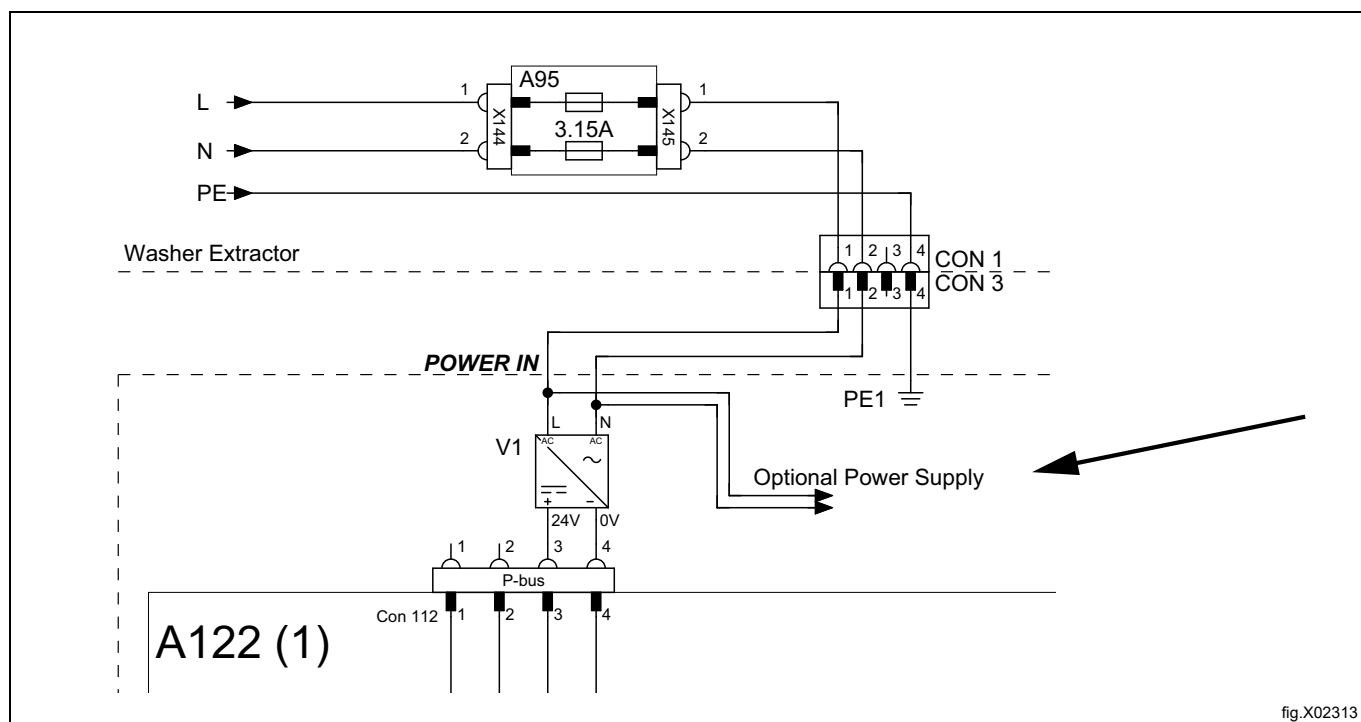 A95
L
1
1
X144
X145
3.15A
N
2
2
PE
Washer Extractor
1 2 3 4
CON 1
CON 3
1 2 3 4
POWER IN
PE1
L N
V1
AC AC
Optional Power Supply
+ -
24V 0V
1 2 3 4
P-bus
Con 112
1 2 3 4
A122 (1)
fig.X02313